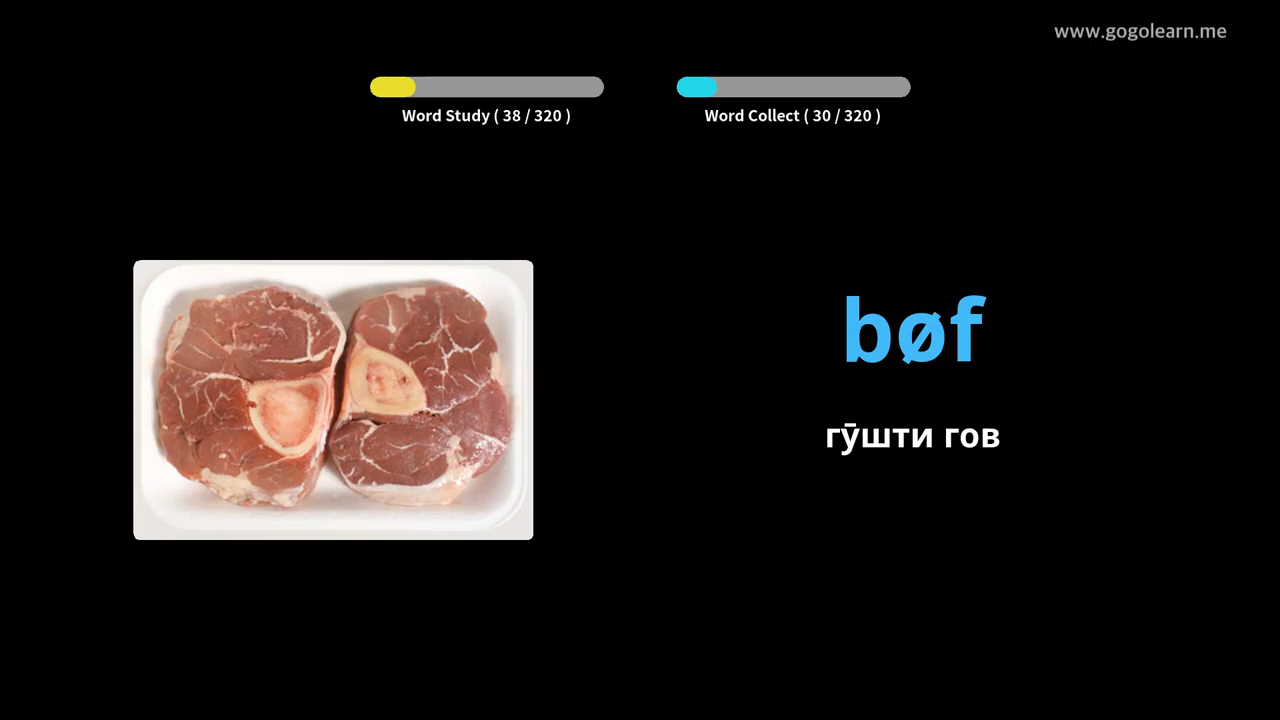 www.gogolearn.me
Word Study ( 38 / 320 )
Word Collect ( 30 / 320 )
bøf
гӯшти гов